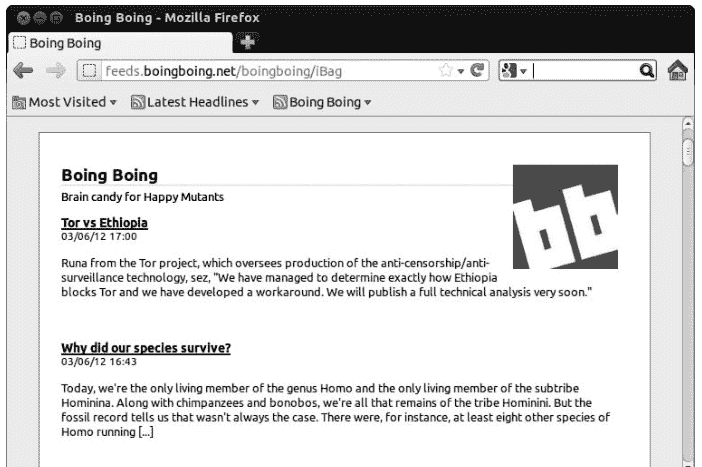 Boing Boing - Mozilla Firefox
Boing Boing
feeds.boingboing.net/boingboing/iBag
Most Visited
Latest Headlines
Boing Boing
Boing Boing
bb
Brain candy for Happy Mutants
Tor vs Ethiopia
03/06/12 17:00
Runa from the Tor project, which oversees production of the anti-censorship/anti-
surveillance technology, sez, "We have managed to determine exactly how Ethiopia
blocks Tor and we have developed a workaround. We will publish a full technical analysis very soon."
Why did our species survive?
03/06/12 16:43
Today, we're the only living member of the genus Homo and the only living member of the subtribe
Hominina. Along with chimpanzees and bonobos, we're all that remains of the tribe Hominini. But the
fossil record tells us that wasn't always the case. There were, for instance, at least eight other species of
Homo running [...]